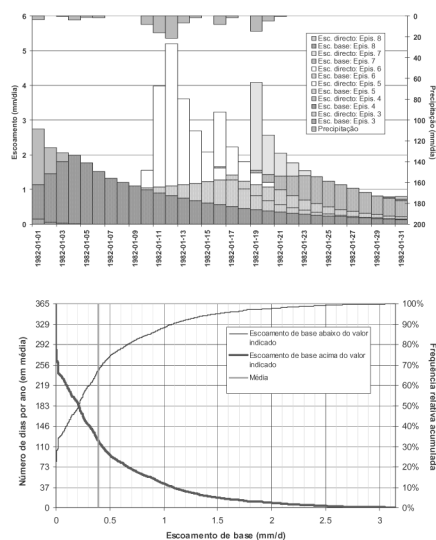 6
5
4
3
2
1
0
Escoamento (mm/dia)
0
20
40
60
80
100
120
140
160
180
200
Precipitação (mm/dia)
Esc. directo: Epis. 8
Esc. base: Epis. 8
Esc. directo: Epis. 7
Esc. base: Epis. 7
Esc. directo: Epis. 6
Esc. base: Epis. 6
Esc. directo: Epis. 5
Esc. base: Epis. 5
Esc. directo: Epis. 4
Esc. base: Epis. 4
Esc. directo: Epis. 3
Esc. base: Epis. 3
Precipitação
1982-01-01
1982-01-03
1982-01-05
1982-01-07
1982-01-09
1982-01-11
1982-01-13
1982-01-15
1982-01-17
1982-01-19
1982-01-21
1982-01-23
1982-01-25
1982-01-27
1982-01-29
1982-01-31
365
329
292
256
219
183
146
110
73
37
0
Número de dias por ano (em média)
100%
90%
80%
70%
60%
50%
40%
30%
20%
10%
0%
Frequência relativa acumulada
Escoamento de base abaixo do valor
indicado
Escoamento de base acima do valor
indicado
Média
0
0.5
1
1.5
2
2.5
3
Escoamento de base (mm/d)